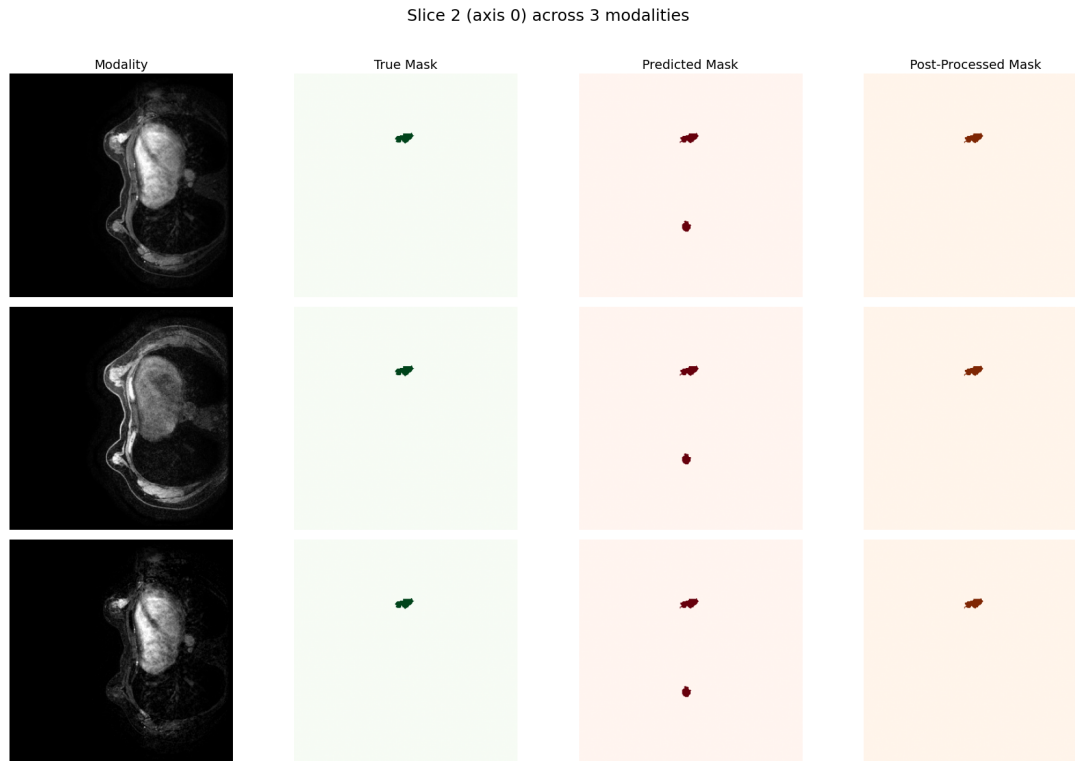 Slice 2 (axis 0) across 3 modalities
Modality
True Mask
Predicted Mask
Post-Processed Mask